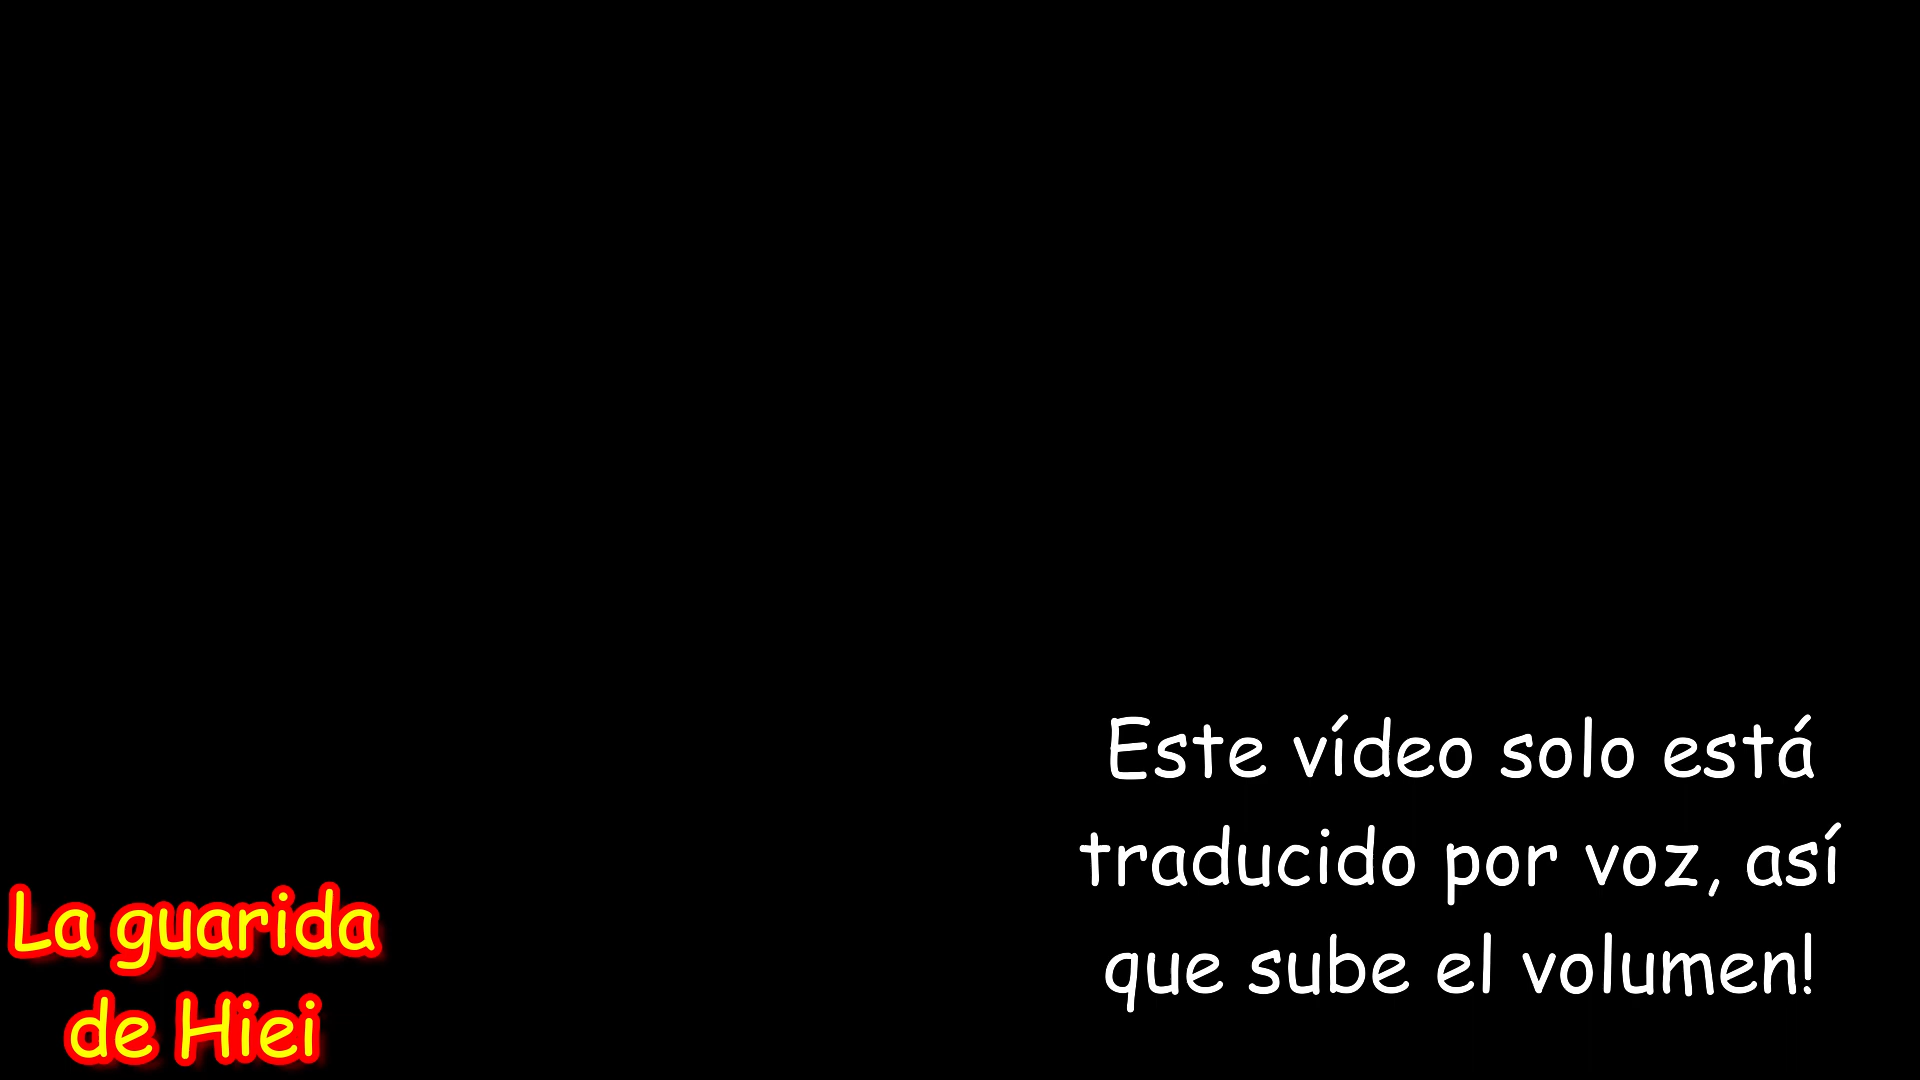 Este vídeo solo está
traducido por voz, así
que sube el volumen!
La guarida
de Hiei